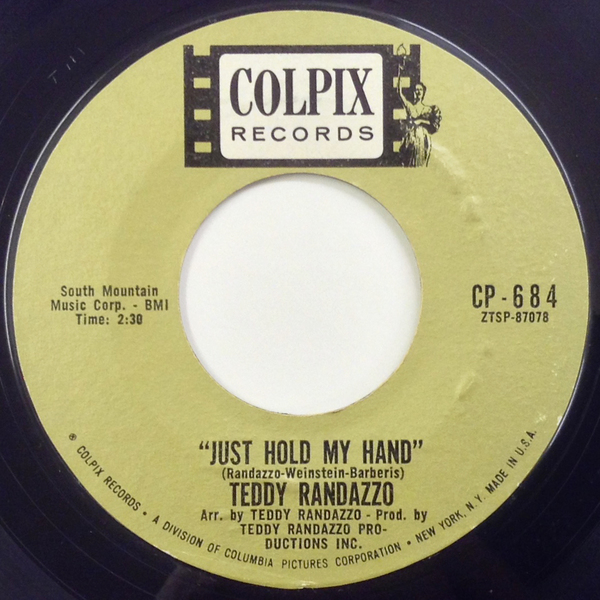 COLPIX
RECORDS
South Mountain
Music Corp. - BMI
Time: 2:30
CP-684
ZTSP-87078
"JUST HOLD MY HAND"
(Randazzo-Weinstein-Barberis)
TEDDY RANDAZZO
Arr. by TEDDY RANDAZZO - Prod. by
TEDDY RANDAZZO PRO-
DUCTIONS INC.
℗ COLPIX RECORDS • A DIVISION OF COLUMBIA PICTURES CORPORATION • NEW YORK, N.Y. MADE IN U.S.A.